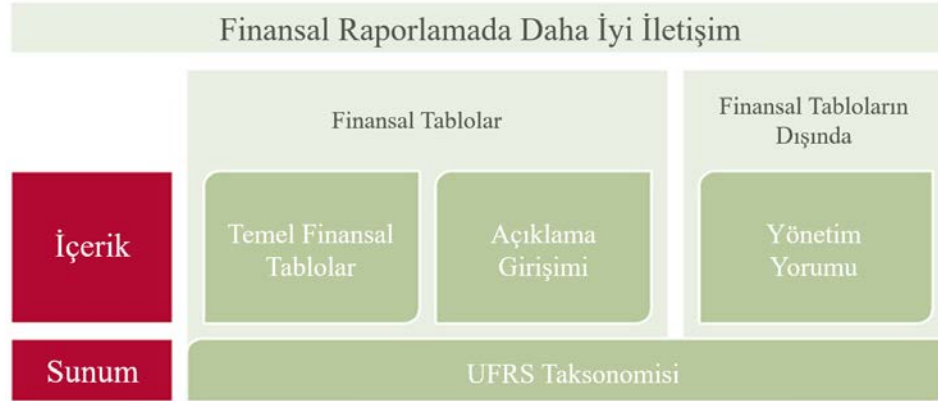 Finansal Raporlamada Daha İyi İletişim
Finansal Tablolar
Finansal Tabloların
Dışında
İçerik
Temel Finansal
Tablolar
Açıklama
Girişimi
Yönetim
Yorumu
Sunum
UFRS Taksonomisi